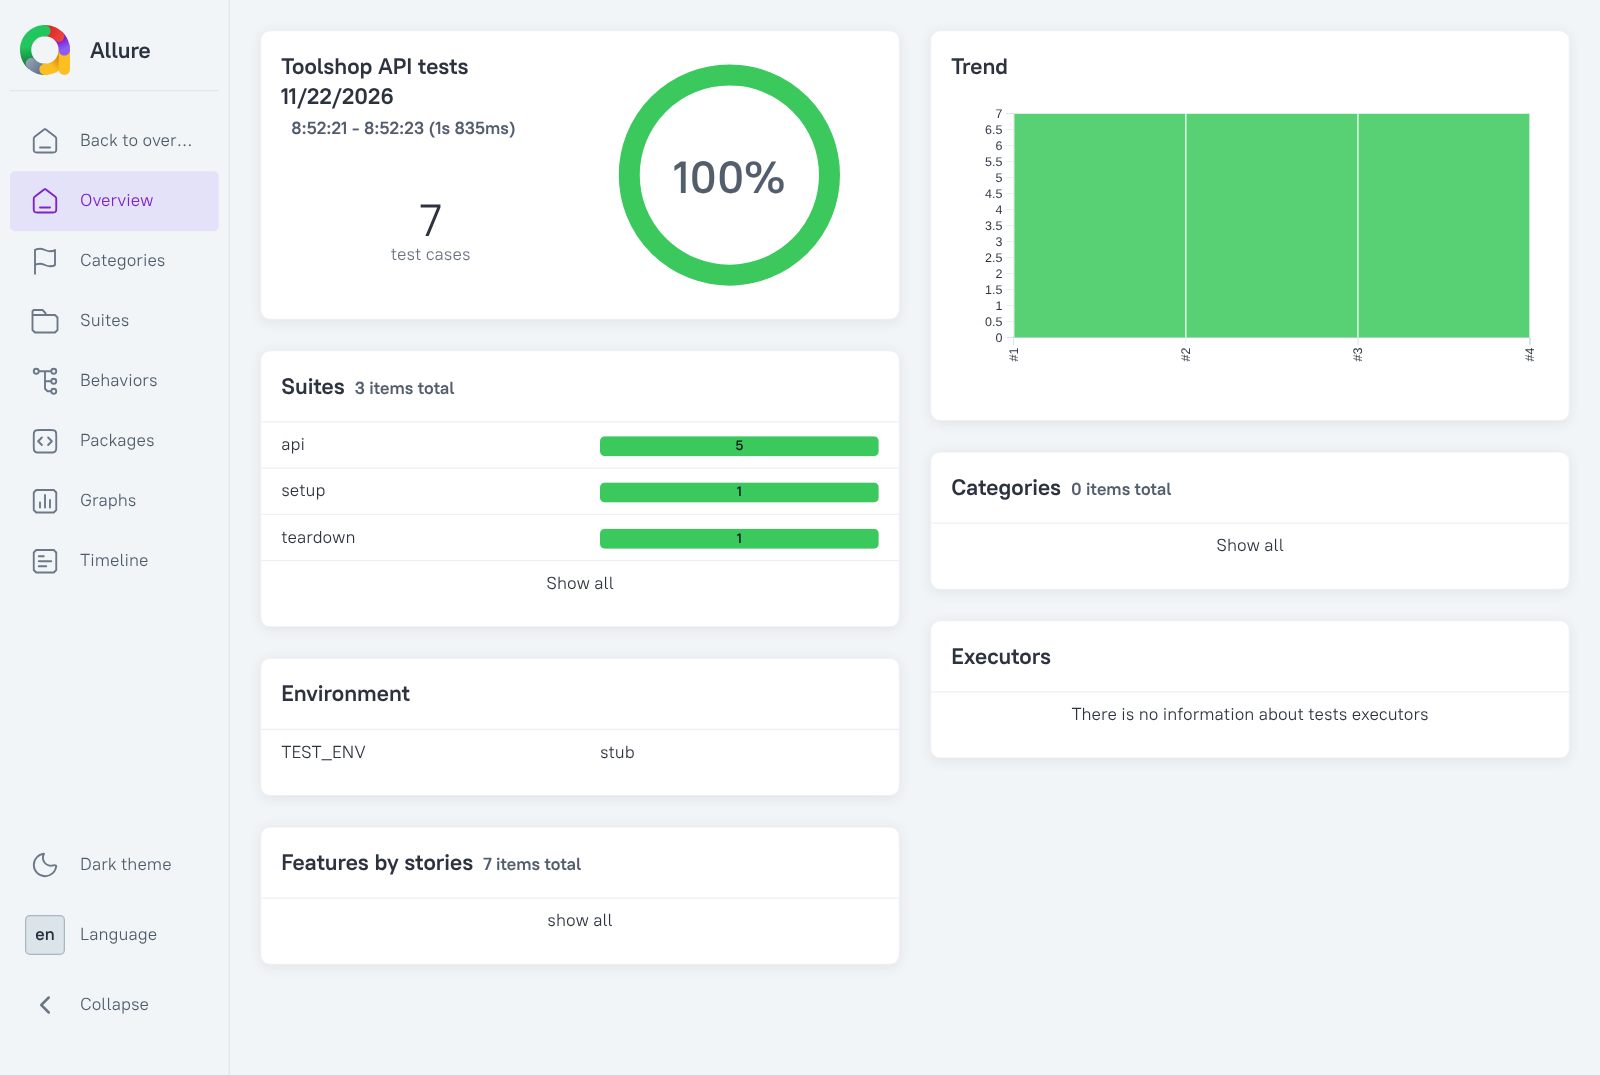 Allure
Back to over...
Overview
Categories
Suites
Behaviors
Packages
Graphs
Timeline
Dark theme
en Language
Collapse
Toolshop API tests
11/22/2026
8:52:21 - 8:52:23 (1s 835ms)
7
test cases
100%
Suites 3 items total
api 5
setup 1
teardown 1
Show all
Environment
TEST_ENV stub
Features by stories 7 items total
show all
Trend
7
6.5
6
5.5
5
4.5
4
3.5
3
2.5
2
1.5
1
0.5
0
#1 #2 #3 #4
Categories 0 items total
Show all
Executors
There is no information about tests executors